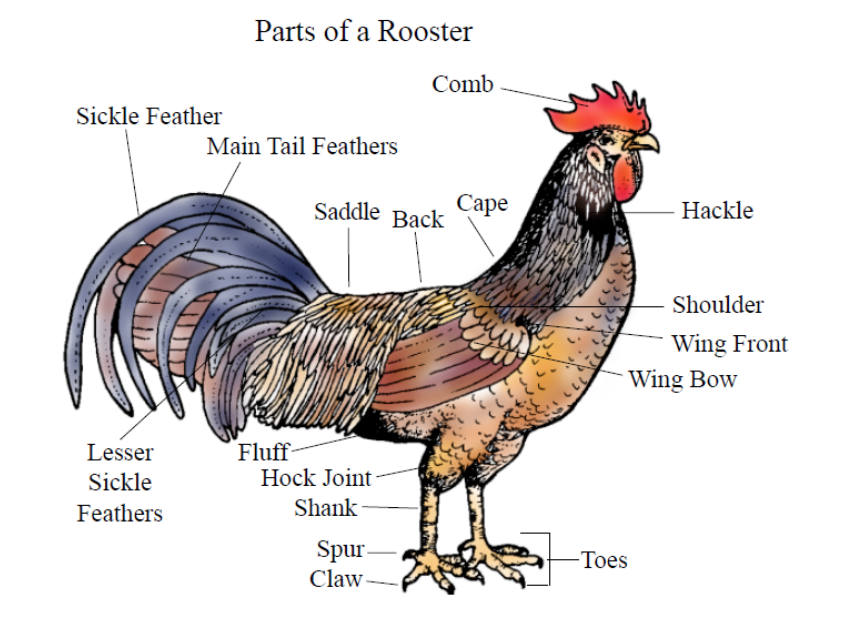 Parts of a Rooster
Comb
Sickle Feather
Main Tail Feathers
Saddle
Back
Cape
Hackle
Shoulder
Wing Front
Wing Bow
Lesser
Sickle
Feathers
Fluff
Hock Joint
Shank
Spur
Claw
Toes